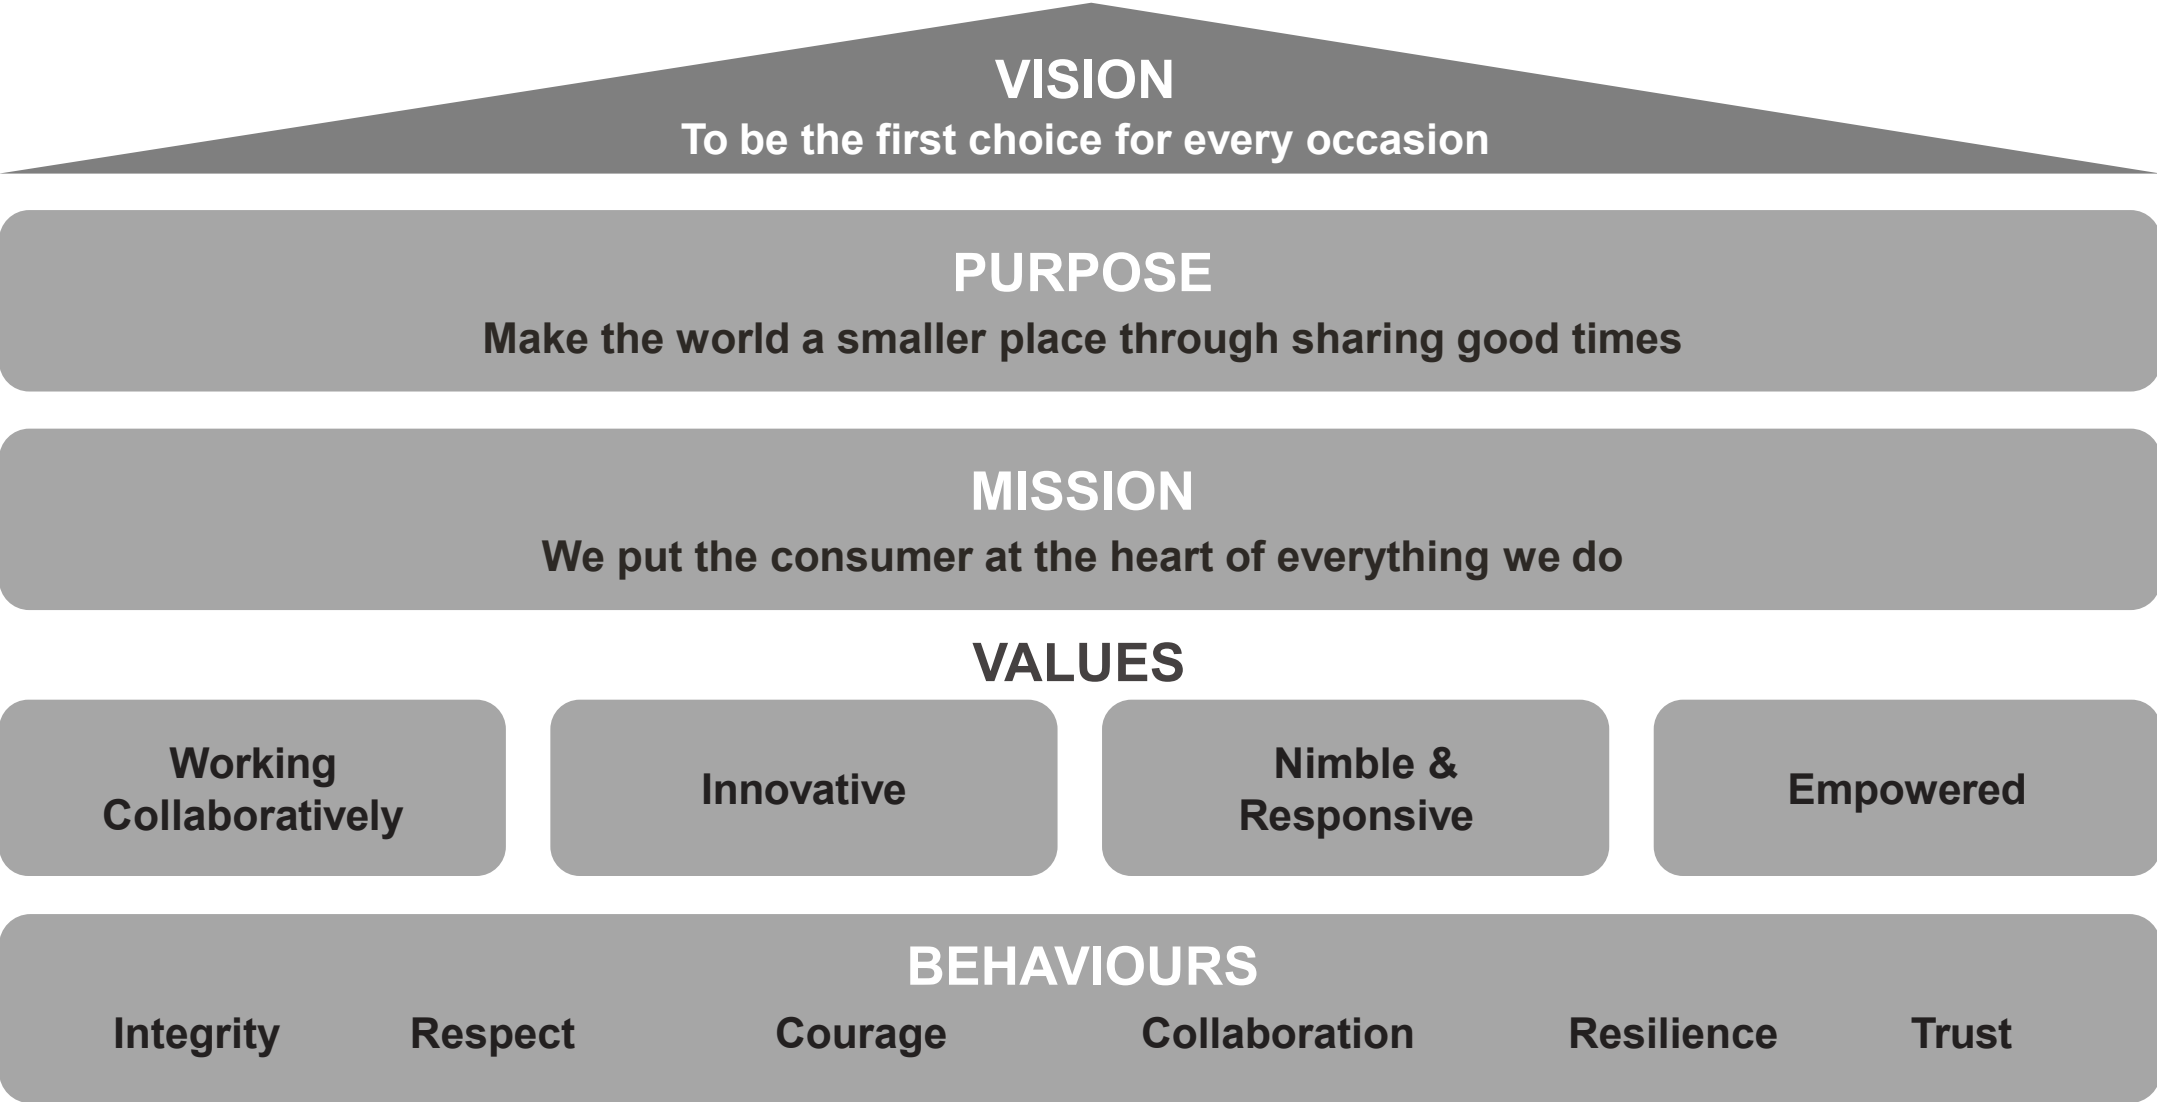 VISION
To be the first choice for every occasion
PURPOSE
Make the world a smaller place through sharing good times
MISSION
We put the consumer at the heart of everything we do
VALUES
Working
Collaboratively
Innovative
Nimble &
Responsive
Empowered
BEHAVIOURS
Integrity Respect Courage Collaboration Resilience Trust